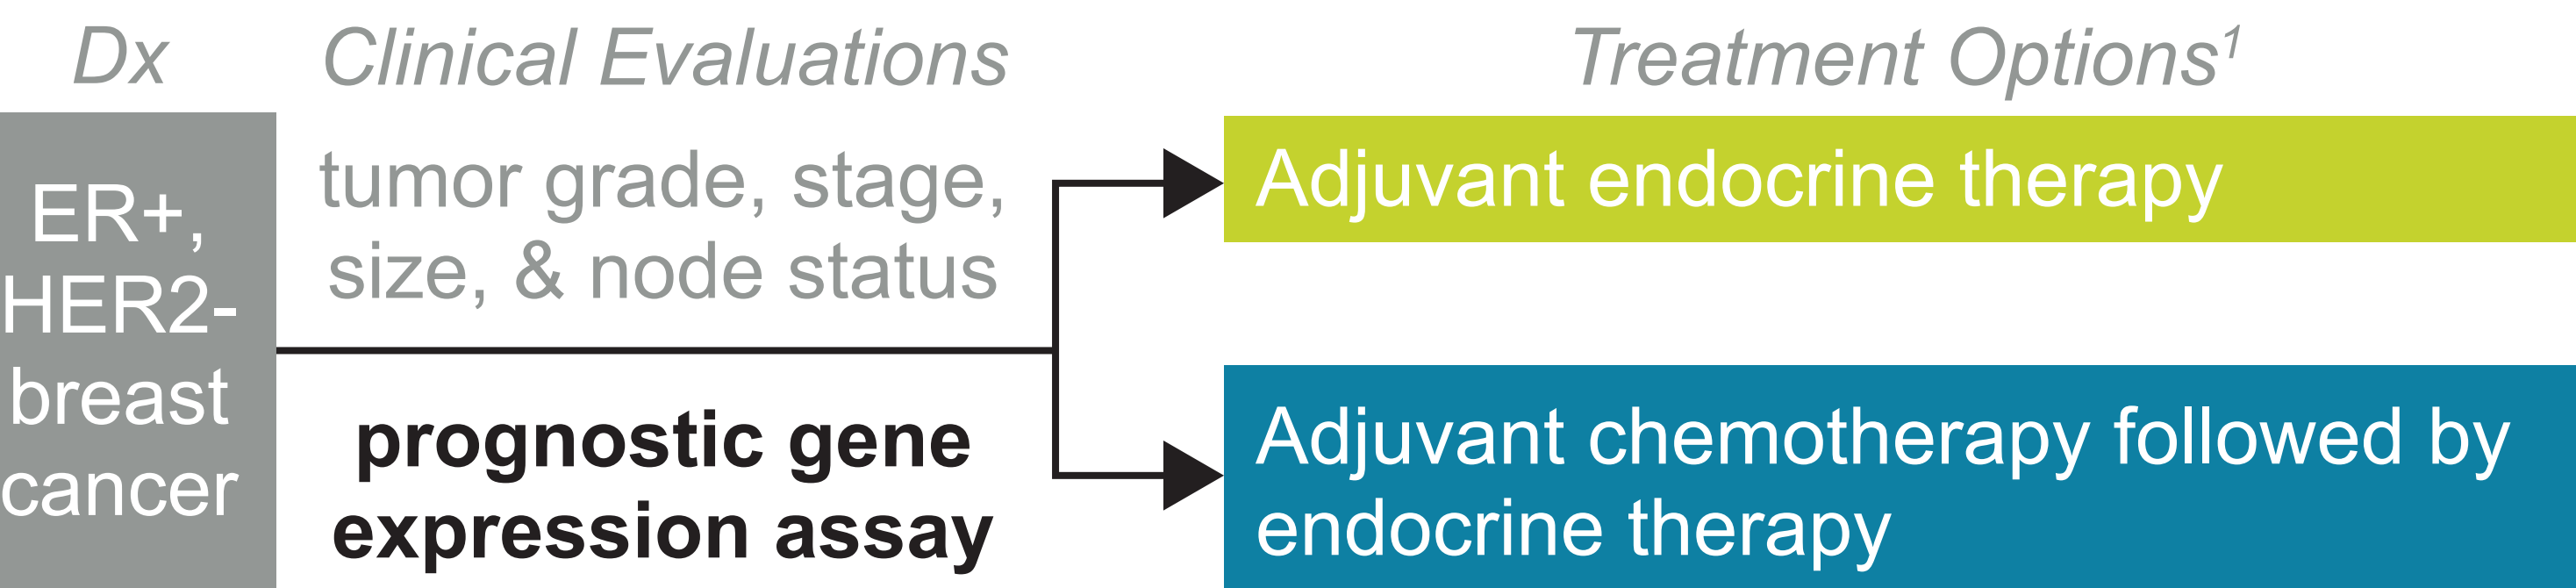 Dx
Clinical Evaluations
Treatment Options¹
ER+,
HER2-
breast
cancer
tumor grade, stage,
size, & node status
prognostic gene
expression assay
Adjuvant endocrine therapy
Adjuvant chemotherapy followed by
endocrine therapy